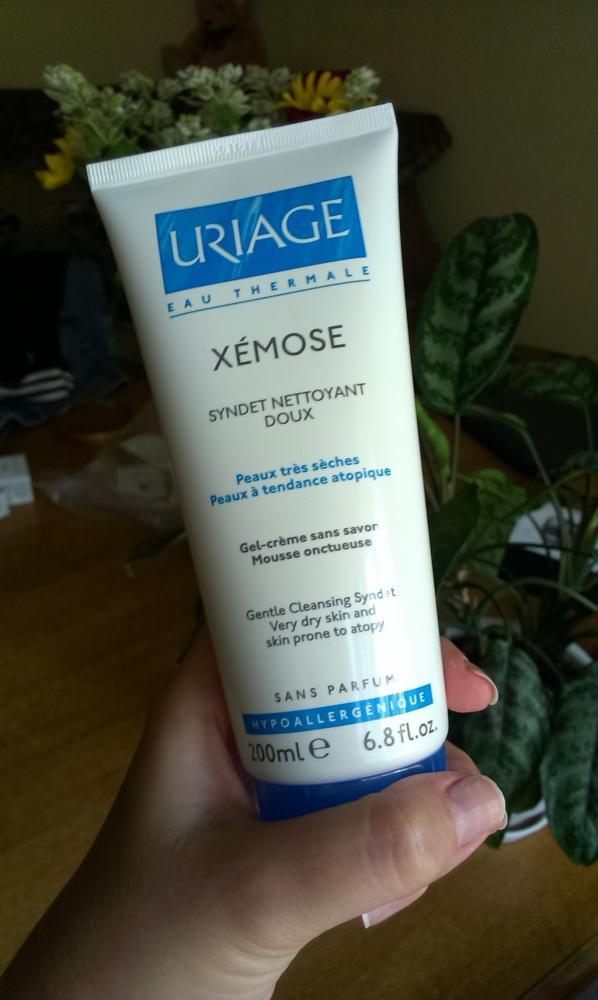 URIAGE
EAU THERMALE
XÉMOSE
SYNDET NETTOYANT
DOUX
Peaux très sèches
Peaux à tendance atopique
Gel-crème sans savon
Mousse onctueuse
Gentle Cleansing Syndet
Very dry skin and
skin prone to atopy
SANS PARFUM
HYPOALLERGÉNIQUE
200ml e 6.8 fl.oz.